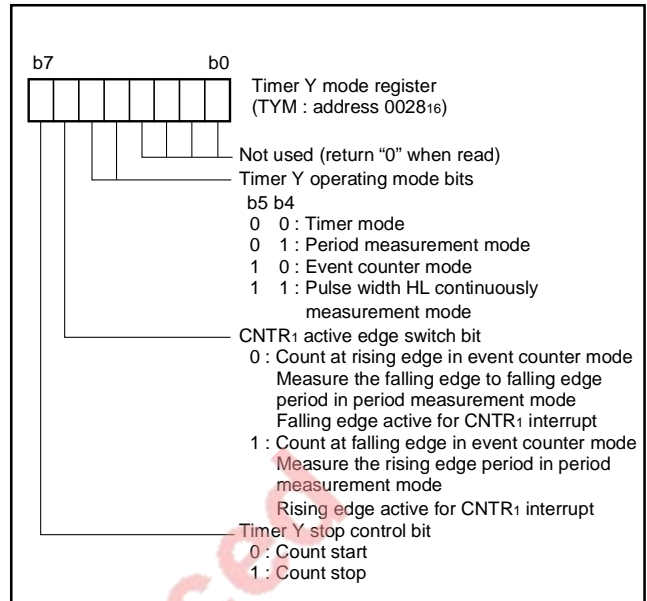 b7 b0
Timer Y mode register
(TYM : address 002816)
Not used (return “0” when read)
Timer Y operating mode bits
b5 b4
0 0 : Timer mode
0 1 : Period measurement mode
1 0 : Event counter mode
1 1 : Pulse width HL continuously
measurement mode
CNTR1 active edge switch bit
0 : Count at rising edge in event counter mode
Measure the falling edge to falling edge
period in period measurement mode
Falling edge active for CNTR1 interrupt
1 : Count at falling edge in event counter mode
Measure the rising edge period in period
measurement mode
Rising edge active for CNTR1 interrupt
Timer Y stop control bit
0 : Count start
1 : Count stop
ced